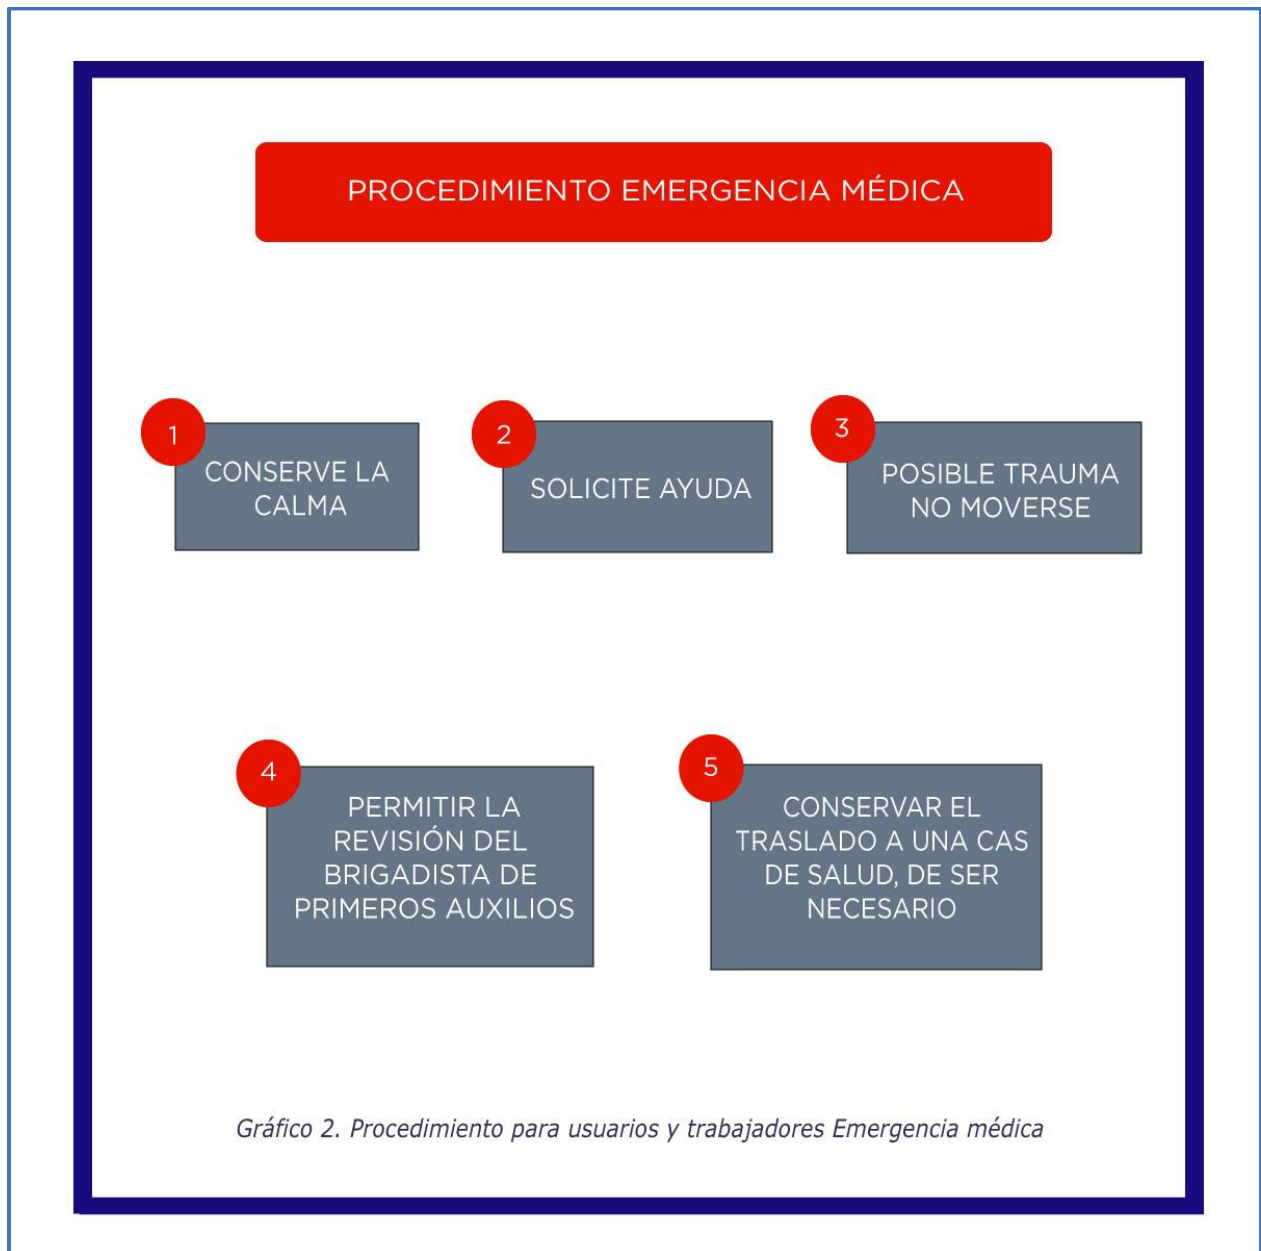 PROCEDIMIENTO EMERGENCIA MÉDICA
1
CONSERVE LA
CALMA
2
SOLICITE AYUDA
3
POSIBLE TRAUMA
NO MOVERSE
4
PERMITIR LA
REVISIÓN DEL
BRIGADISTA DE
PRIMEROS AUXILIOS
5
CONSERVAR EL
TRASLADO A UNA CAS
DE SALUD, DE SER
NECESARIO
Gráfico 2. Procedimiento para usuarios y trabajadores Emergencia médica